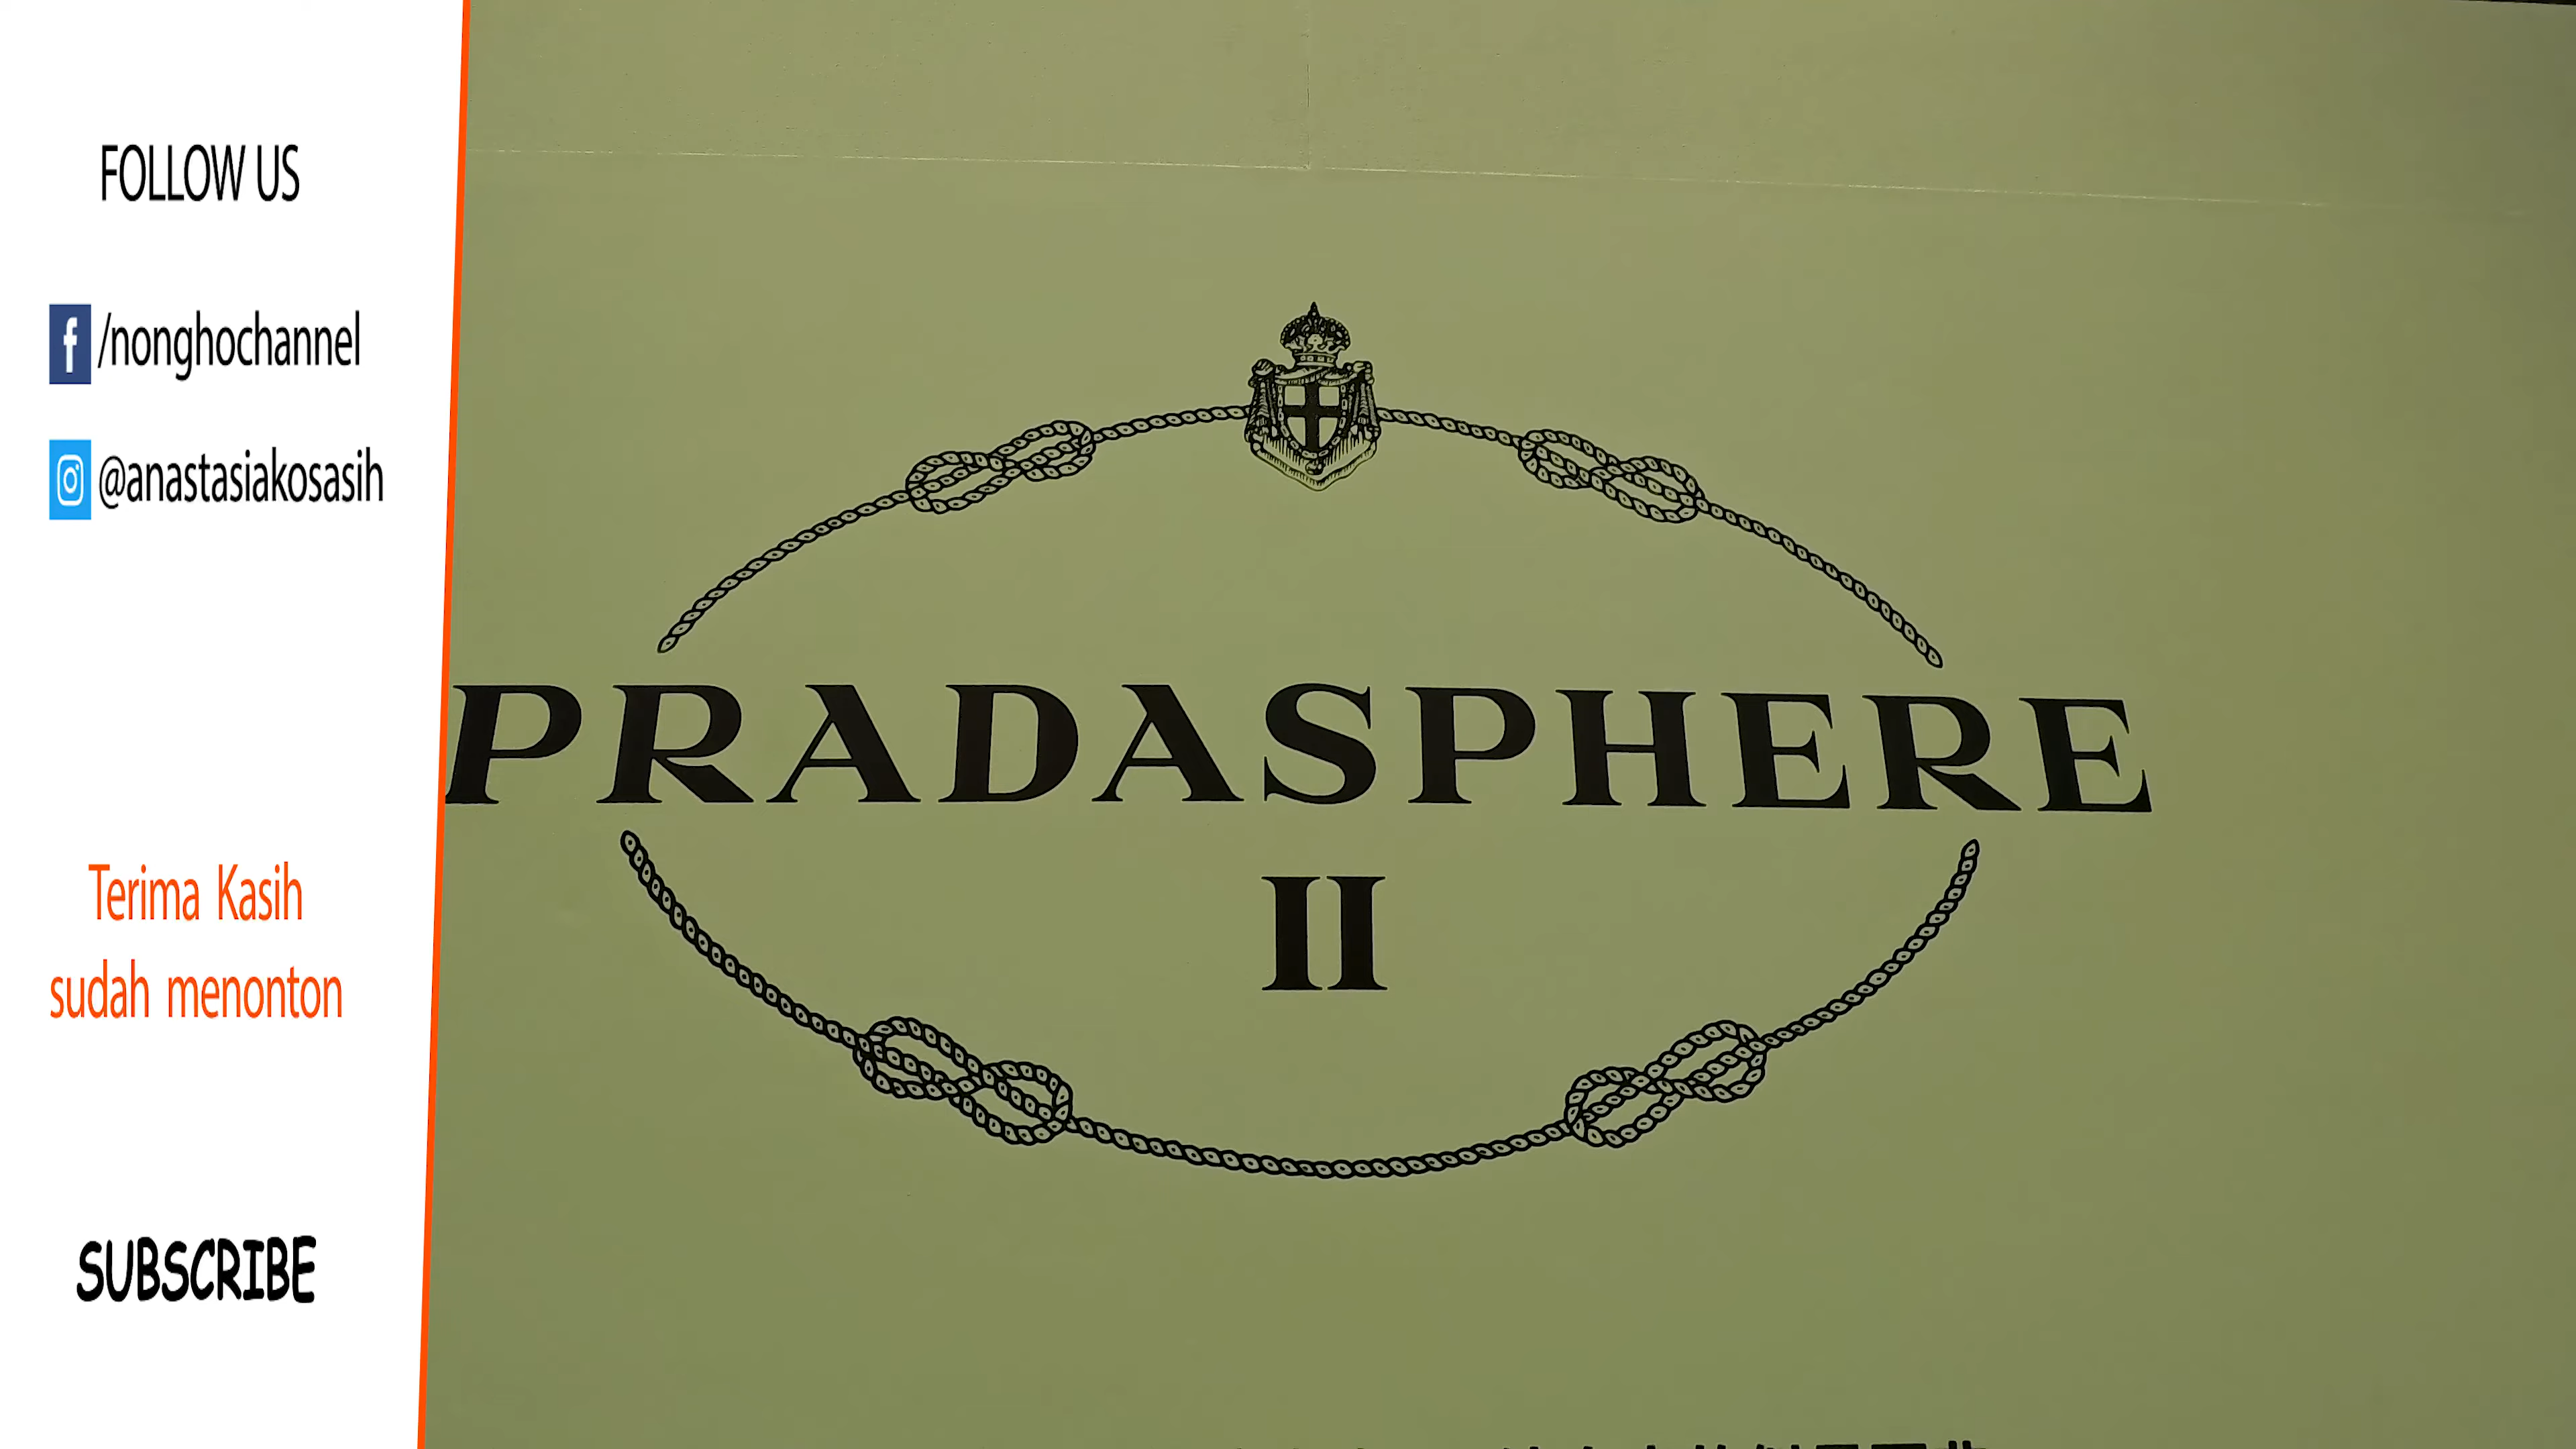 FOLLOW US
/nonghochannel
@anastasiakosasih
Terima Kasih
sudah menonton
SUBSCRIBE
PRADASPHERE
II